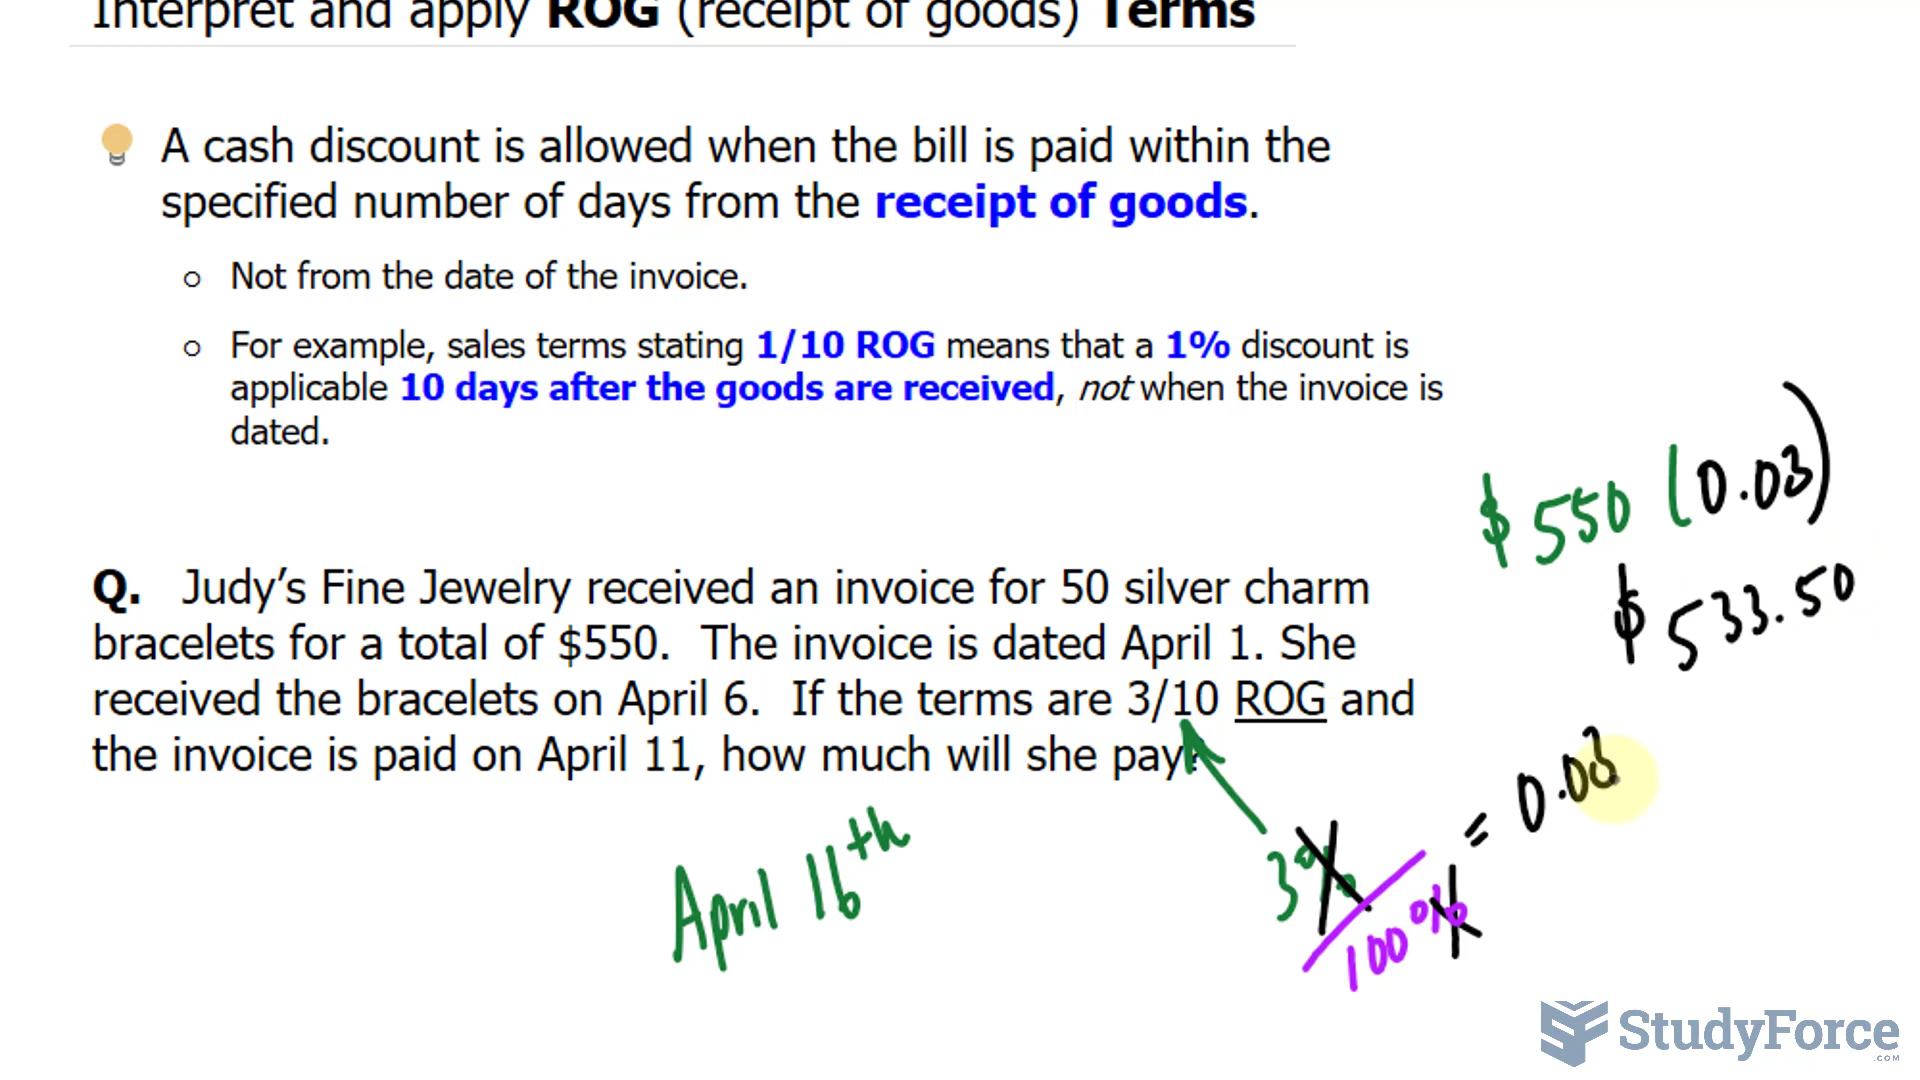 Interpret and apply ROG (receipt of goods) Terms
A cash discount is allowed when the bill is paid within the
specified number of days from the receipt of goods.
Not from the date of the invoice.
For example, sales terms stating 1/10 ROG means that a 1% discount is
applicable 10 days after the goods are received, not when the invoice is
dated.
$550 (0.03)
$533.50
Q. Judy’s Fine Jewelry received an invoice for 50 silver charm
bracelets for a total of $550. The invoice is dated April 1. She
received the bracelets on April 6. If the terms are 3/10 ROG and
the invoice is paid on April 11, how much will she pay?
April 16th
3%
100%
= 0.03
StudyForce
.COM